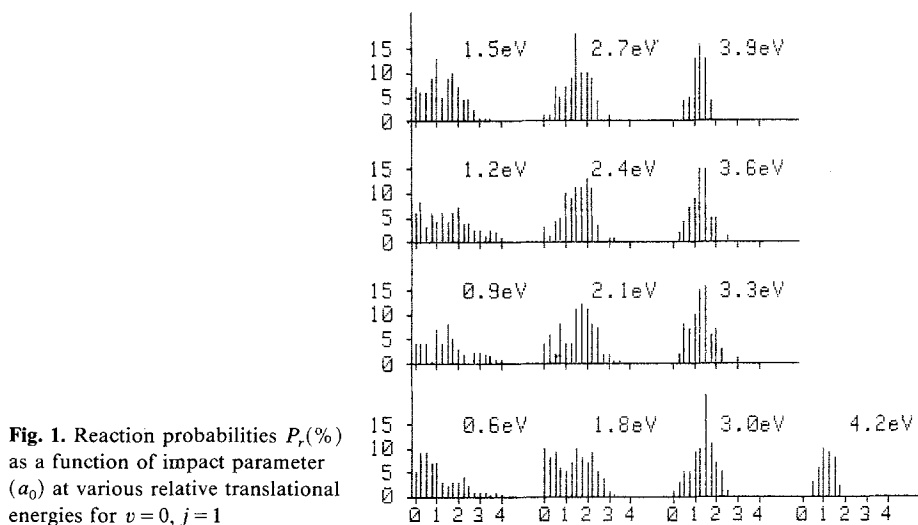 15
10
5
0
1.5eV
2.7eV
3.9eV
15
10
5
0
1.2eV
2.4eV
3.6eV
15
10
5
0
0.9eV
2.1eV
3.3eV
15
10
5
0
0.6eV
1.8eV
3.0eV
4.2eV
0 1 2 3 4 0 1 2 3 4 0 1 2 3 4 0 1 2 3 4
Fig. 1. Reaction probabilities P_r(%)
as a function of impact parameter
(a_0) at various relative translational
energies for v = 0, j = 1